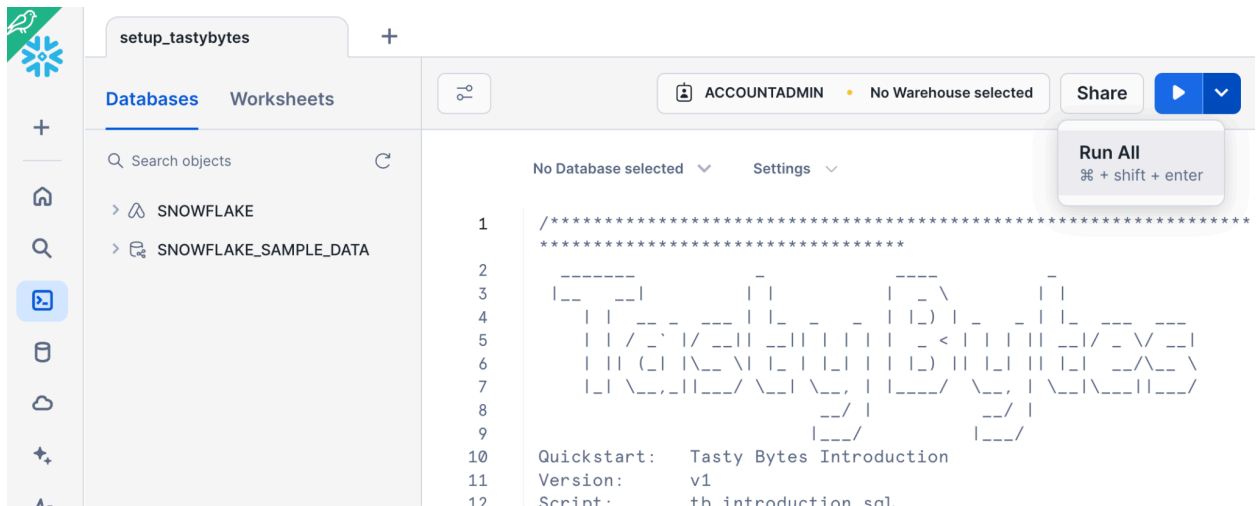 setup_tastybytes
Databases Worksheets
ACCOUNTADMIN • No Warehouse selected
Share
Run All
⌘ + shift + enter
Search objects
SNOWFLAKE
SNOWFLAKE_SAMPLE_DATA
No Database selected
Settings
1 /***************************************************************
**********************************
2
3
4
5
6
7
8
9
TastyBytes
10 Quickstart: Tasty Bytes Introduction
11 Version: v1
12 Script: tb_introduction.sql